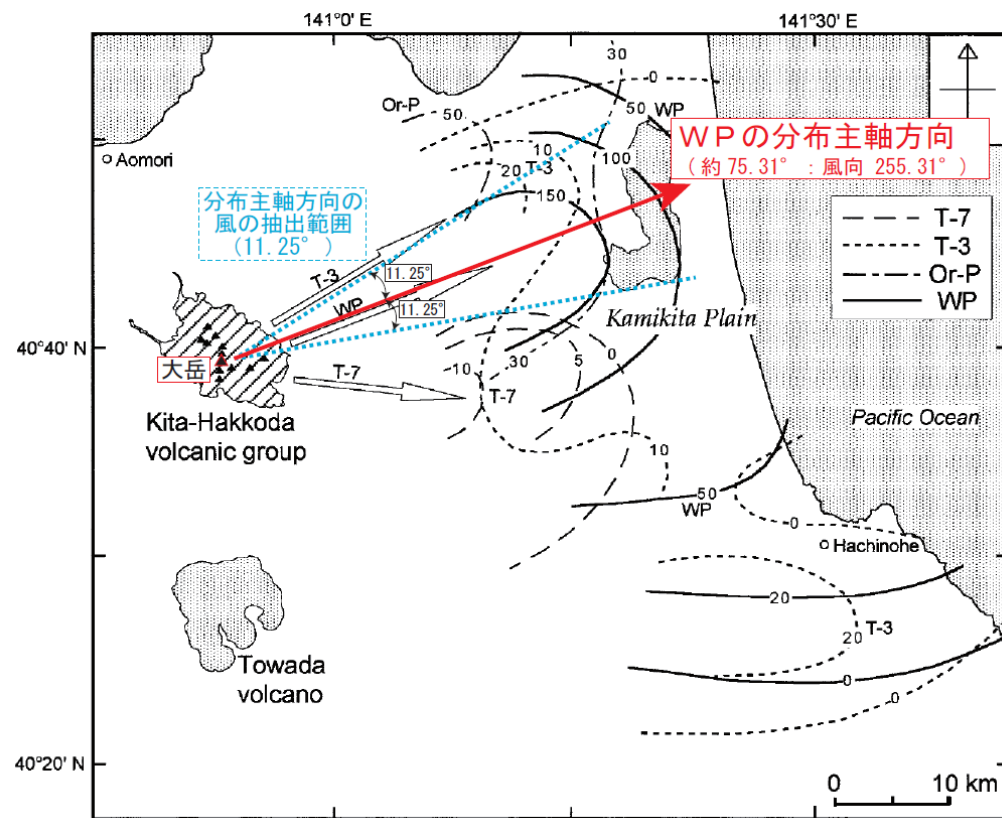 141°0' E
141°30' E
30
0
Or-P
50
50
WP
WPの分布主軸方向
(約 75.31° : 風向 255.31°)
Aomori
10
100
T-3
20
150
分布主軸方向の
風の抽出範囲
(11.25°)
T-7
T-3
Or-P
WP
T-3
11.25°
WP
11.25°
Kamikita Plain
40°40' N
大岳
T-7
10
30
5
0
T-7
Kita-Hakkoda
volcanic group
Pacific Ocean
10
50
WP
0
Hachinohe
20
T-3
20
Towada
volcano
0
0
40°20' N
0
10 km